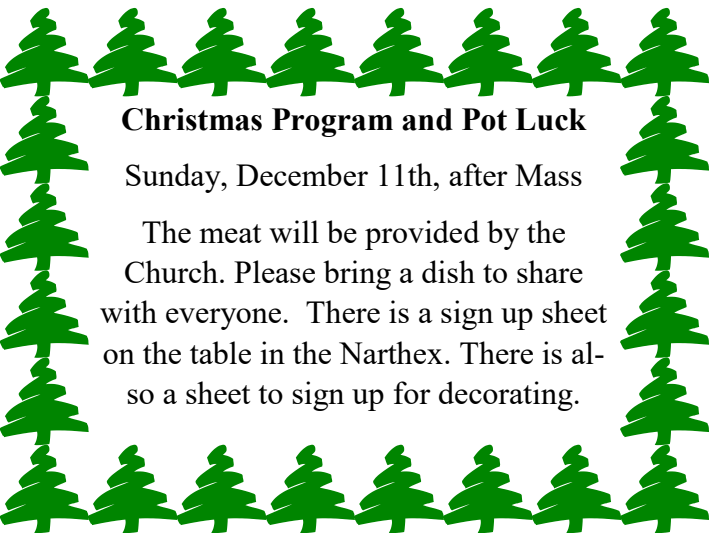 Christmas Program and Pot Luck
Sunday, December 11th, after Mass
The meat will be provided by the
Church. Please bring a dish to share
with everyone.  There is a sign up sheet
on the table in the Narthex. There is al-
so a sheet to sign up for decorating.